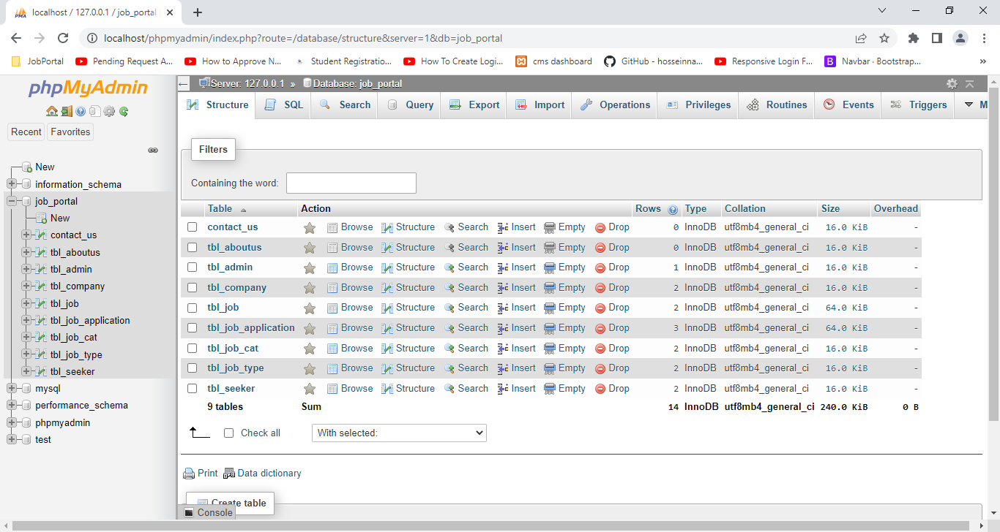 localhost / 127.0.0.1 / job_portal
localhost/phpmyadmin/index.php?route=/database/structure&server=1&db=job_portal
JobPortal Pending Request A... How to Approve N... Student Registratio... How To Create Logi... cms dashboard GitHub - hosseinna... Responsive Login F... Navbar · Bootstrap... »
phpMyAdmin
Recent Favorites
New
information_schema
job_portal
New
contact_us
tbl_aboutus
tbl_admin
tbl_company
tbl_job
tbl_job_application
tbl_job_cat
tbl_job_type
tbl_seeker
mysql
performance_schema
phpmyadmin
test
Server: 127.0.0.1 » Database: job_portal
Structure SQL Search Query Export Import Operations Privileges Routines Events Triggers M
Filters
Containing the word:
Table Action Rows Type Collation Size Overhead
contact_us Browse Structure Search Insert Empty Drop 0 InnoDB utf8mb4_general_ci 16.0 KiB -
tbl_aboutus Browse Structure Search Insert Empty Drop 0 InnoDB utf8mb4_general_ci 16.0 KiB -
tbl_admin Browse Structure Search Insert Empty Drop 1 InnoDB utf8mb4_general_ci 16.0 KiB -
tbl_company Browse Structure Search Insert Empty Drop 2 InnoDB utf8mb4_general_ci 16.0 KiB -
tbl_job Browse Structure Search Insert Empty Drop 2 InnoDB utf8mb4_general_ci 64.0 KiB -
tbl_job_application Browse Structure Search Insert Empty Drop 3 InnoDB utf8mb4_general_ci 64.0 KiB -
tbl_job_cat Browse Structure Search Insert Empty Drop 2 InnoDB utf8mb4_general_ci 16.0 KiB -
tbl_job_type Browse Structure Search Insert Empty Drop 2 InnoDB utf8mb4_general_ci 16.0 KiB -
tbl_seeker Browse Structure Search Insert Empty Drop 2 InnoDB utf8mb4_general_ci 16.0 KiB -
9 tables Sum 14 InnoDB utf8mb4_general_ci 240.0 KiB 0 B
Check all With selected:
Print Data dictionary
Create table
Console